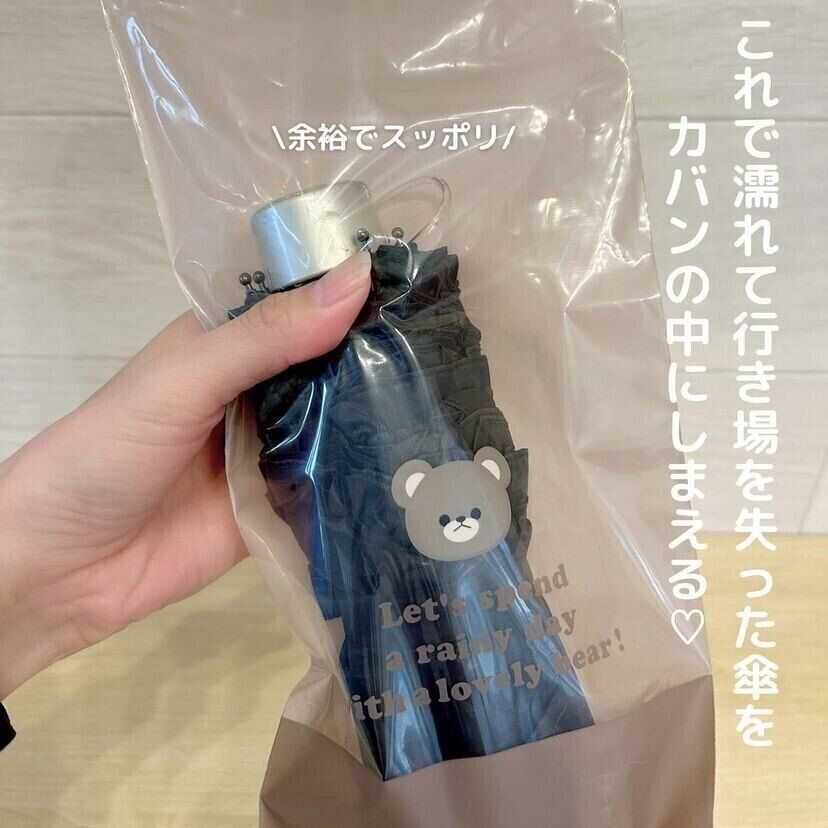 これで濡れて行き場を失った傘を
カバンの中にしまえる♡
\余裕でスッポリ/
Let's spend
a rainy day
ith a lovely bear!